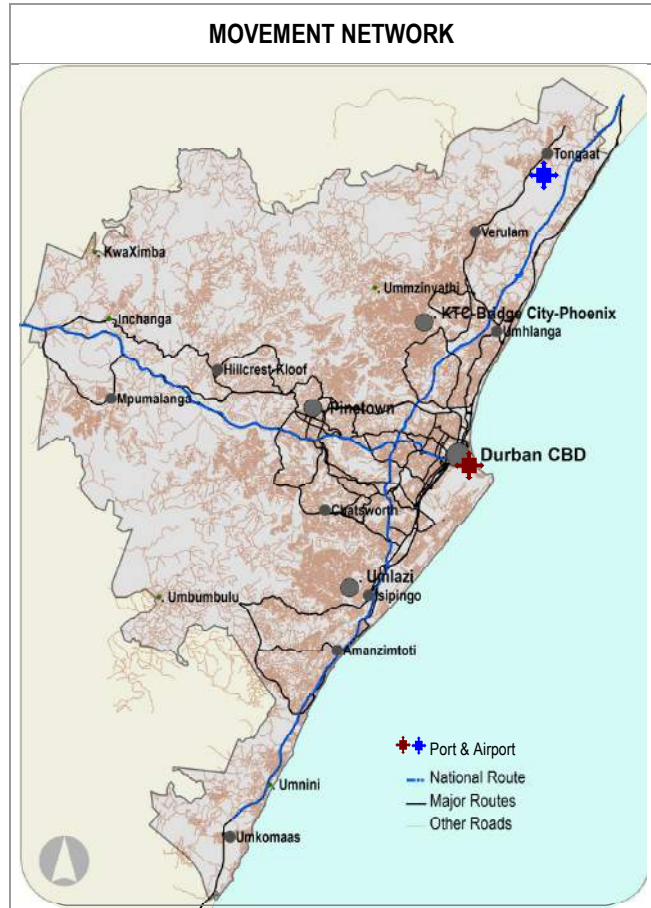 MOVEMENT NETWORK
Tongaat
Verulam
KwaXimba
Ummzinyathi
KTC-Bridge City-Phoenix
Inchanga
Umhlanga
Hillcrest-Kloof
Mpumalanga
Pinetown
Durban CBD
Chatsworth
Umlazi
Umbumbulu
Isipingo
Amanzimtoti
Port & Airport
National Route
Umnini
Major Routes
Other Roads
Umkomaas